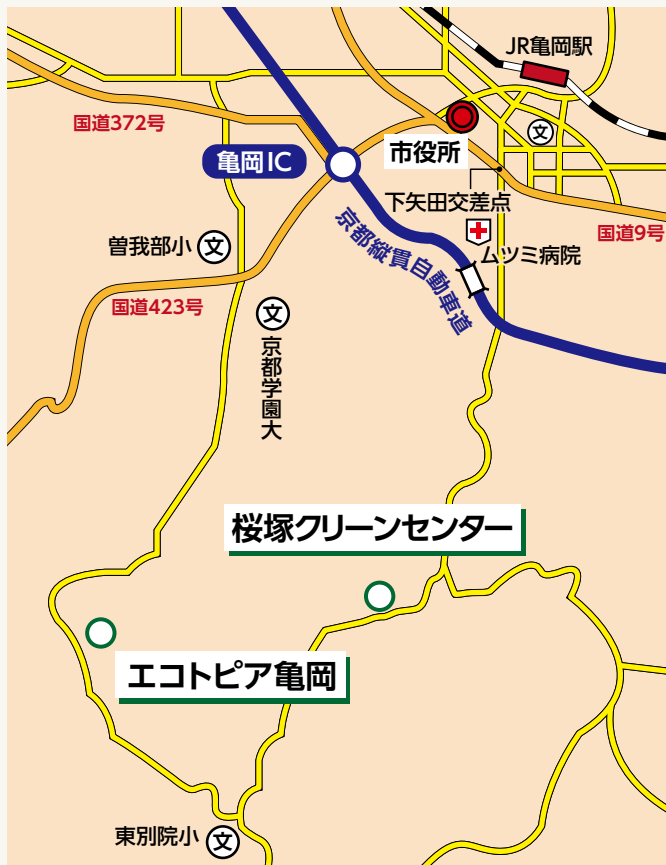 JR亀岡駅
国道372号
文
市役所
亀岡IC
下矢田交差点
曽我部小
文
国道9号
ムツミ病院
京都縦貫自動車道
国道423号
文
京都学園大
桜塚クリーンセンター
エコトピア亀岡
東別院小
文